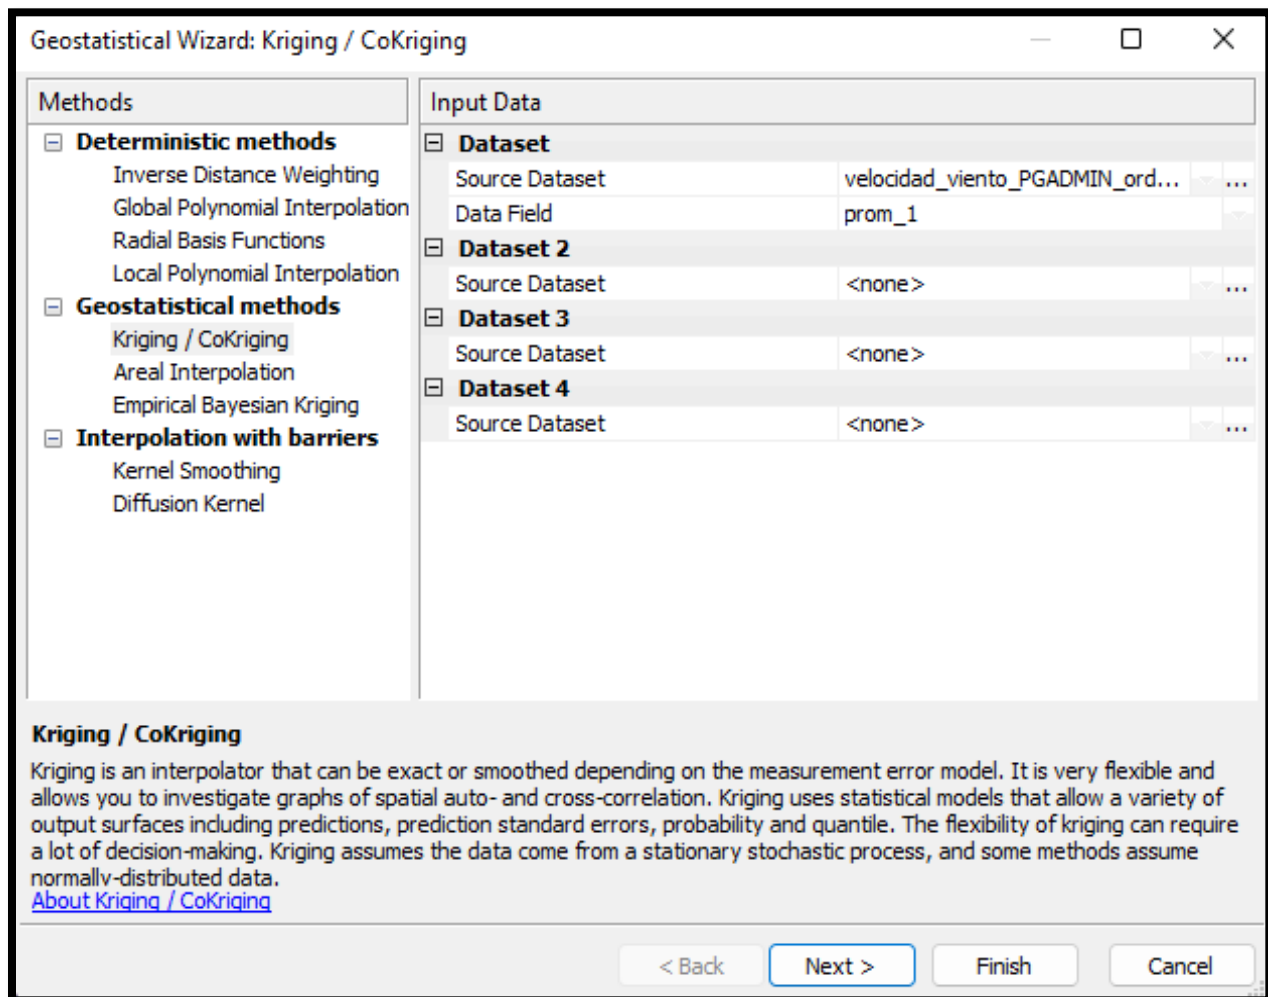 Geostatistical Wizard: Kriging / CoKriging
Methods
Deterministic methods
Inverse Distance Weighting
Global Polynomial Interpolation
Radial Basis Functions
Local Polynomial Interpolation
Geostatistical methods
Kriging / CoKriging
Areal Interpolation
Empirical Bayesian Kriging
Interpolation with barriers
Kernel Smoothing
Diffusion Kernel
Input Data
Dataset
Source Dataset velocidad_viento_PGADMIN_ord... ...
Data Field prom_1
Dataset 2
Source Dataset <none> ...
Dataset 3
Source Dataset <none> ...
Dataset 4
Source Dataset <none> ...
Kriging / CoKriging
Kriging is an interpolator that can be exact or smoothed depending on the measurement error model. It is very flexible and
allows you to investigate graphs of spatial auto- and cross-correlation. Kriging uses statistical models that allow a variety of
output surfaces including predictions, prediction standard errors, probability and quantile. The flexibility of kriging can require
a lot of decision-making. Kriging assumes the data come from a stationary stochastic process, and some methods assume
normally-distributed data.
About Kriging / CoKriging
< Back Next > Finish Cancel